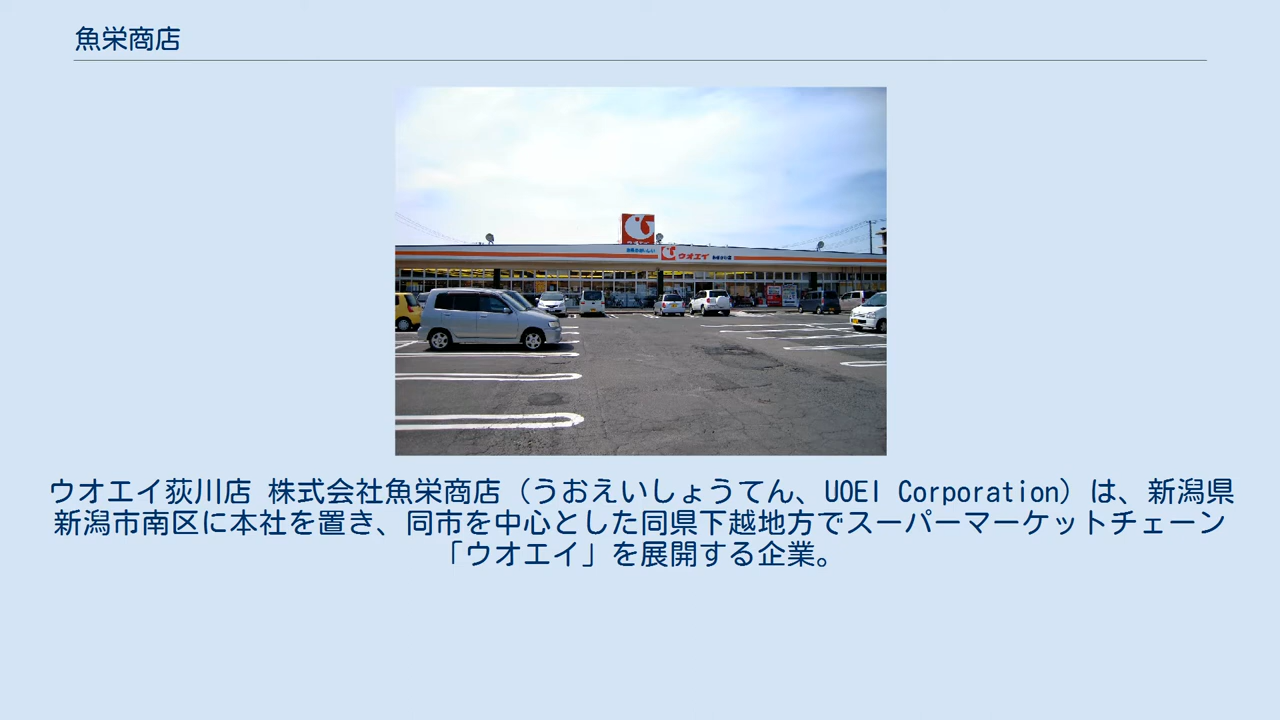 魚栄商店
ウオエイ
ウオエイ荻川店 株式会社魚栄商店（うおえいしょうてん、UOEI Corporation）は、新潟県
新潟市南区に本社を置き、同市を中心とした同県下越地方でスーパーマーケットチェーン
「ウオエイ」を展開する企業。